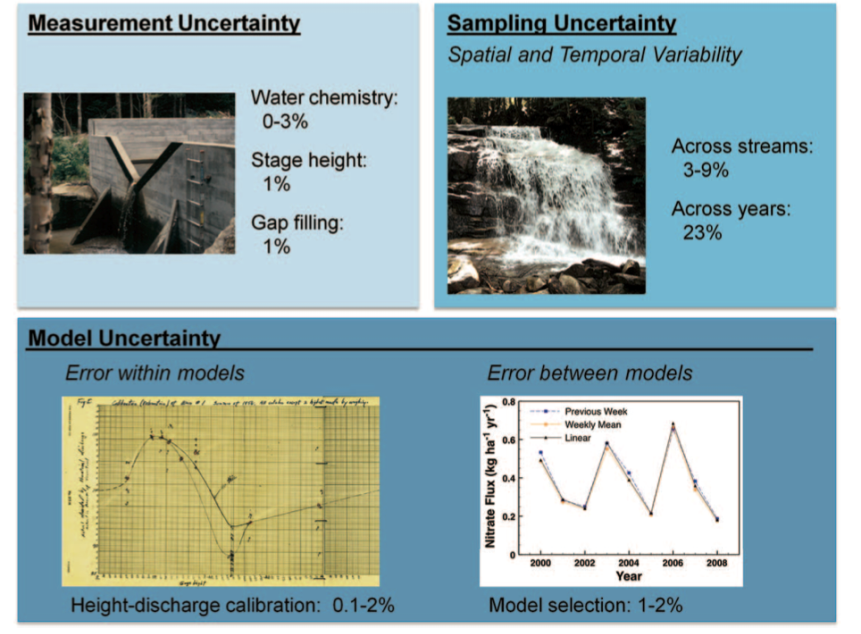 Measurement Uncertainty
Water chemistry:
0-3%
Stage height:
1%
Gap filling:
1%
Sampling Uncertainty
Spatial and Temporal Variability
Across streams:
3-9%
Across years:
23%
Model Uncertainty
Error within models
Height-discharge calibration: 0.1-2%
Error between models
Nitrate Flux (kg ha⁻¹ yr⁻¹)
0.8
0.6
0.4
0.2
0
Previous Week
Weekly Mean
Linear
2000 2002 2004 2006 2008
Year
Model selection: 1-2%